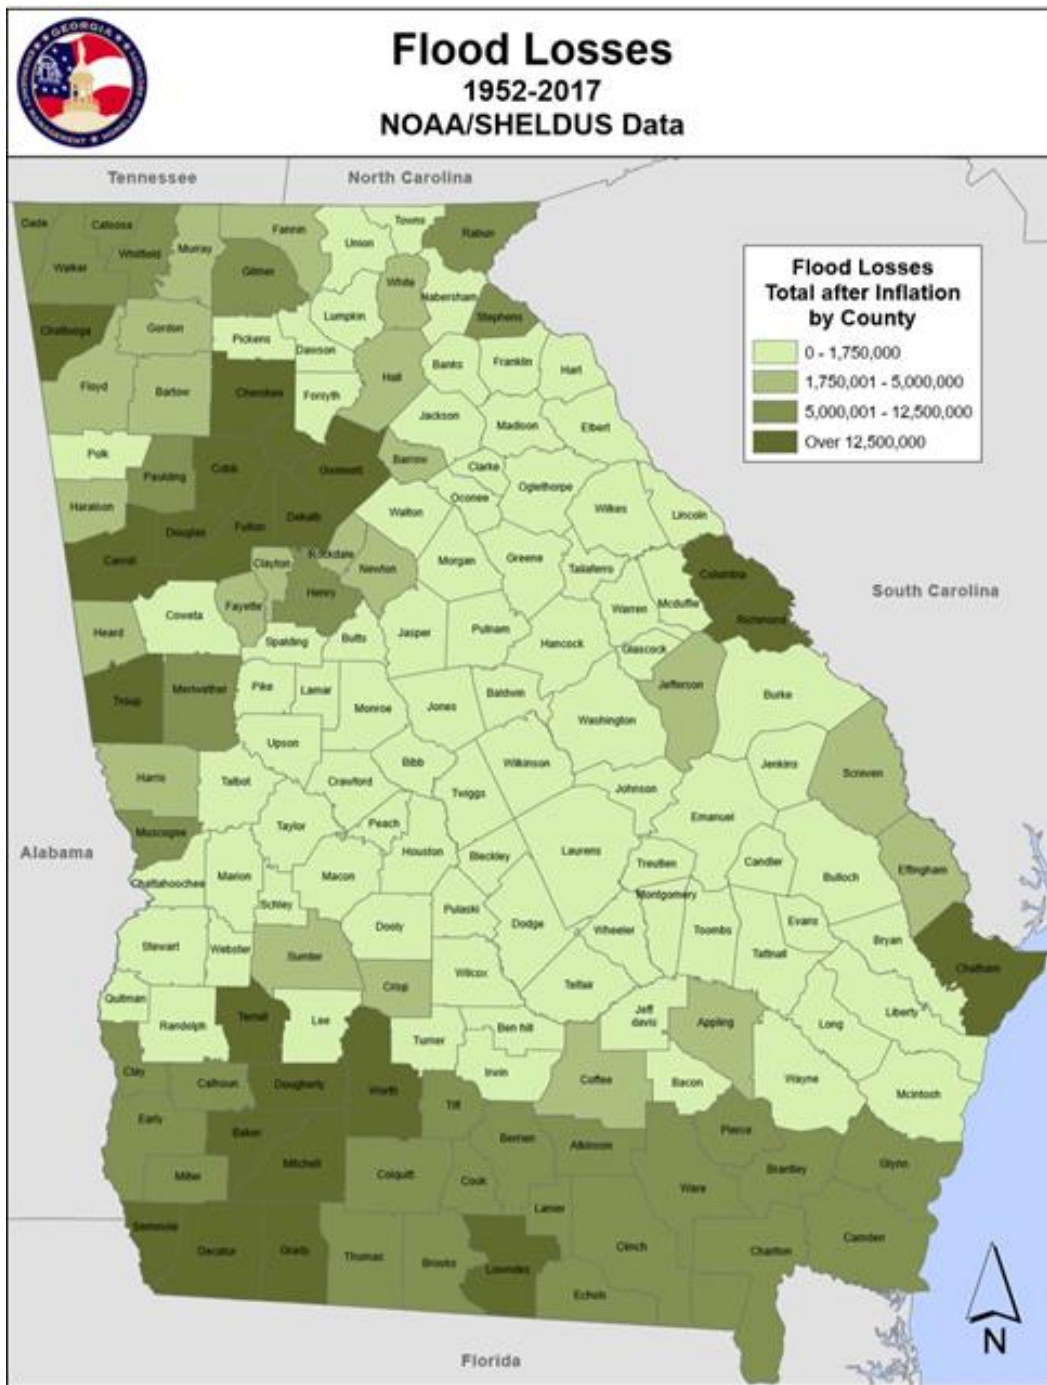 GEORGIA
EMERGENCY MANAGEMENT ★ HOMELAND SECURITY
Flood Losses
1952-2017
NOAA/SHELDUS Data
Tennessee
North Carolina
Flood Losses
Total after Inflation
by County
0 - 1,750,000
1,750,001 - 5,000,000
5,000,001 - 12,500,000
Over 12,500,000
South Carolina
Alabama
Florida
N
Dade
Catoosa
Whitfield
Walker
Murray
Fannin
Gilmer
Union
Towns
Rabun
White
Habersham
Stephens
Lumpkin
Chattooga
Gordon
Pickens
Dawson
Floyd
Bartow
Cherokee
Forsyth
Hall
Banks
Franklin
Hart
Jackson
Madison
Elbert
Polk
Paulding
Cobb
Gwinnett
Barrow
Clarke
Oconee
Oglethorpe
Wilkes
Lincoln
Haralson
Douglas
Fulton
Dekalb
Walton
Carroll
Clayton
Rockdale
Newton
Morgan
Greene
Taliaferro
Columbia
Richmond
Warren
Mcduffie
Heard
Coweta
Fayette
Henry
Spalding
Butts
Jasper
Putnam
Hancock
Glascock
Jefferson
Burke
Troup
Meriwether
Pike
Lamar
Monroe
Jones
Baldwin
Washington
Upson
Bibb
Wilkinson
Jenkins
Screven
Harris
Talbot
Crawford
Twiggs
Johnson
Emanuel
Muscogee
Taylor
Peach
Houston
Bleckley
Laurens
Treutlen
Candler
Bulloch
Effingham
Chattahoochee
Marion
Macon
Schley
Pulaski
Dodge
Montgomery
Wheeler
Toombs
Evans
Tattnall
Bryan
Chatham
Stewart
Webster
Dooly
Sumter
Crisp
Wilcox
Telfair
Quitman
Randolph
Terrell
Lee
Turner
Ben hill
Jeff
davis
Appling
Long
Liberty
Clay
Calhoun
Dougherty
Worth
Tift
Irwin
Coffee
Bacon
Wayne
Mcintosh
Early
Baker
Miller
Mitchell
Colquitt
Cook
Berrien
Atkinson
Pierce
Ware
Brantley
Glynn
Seminole
Decatur
Grady
Thomas
Brooks
Lowndes
Lanier
Clinch
Echols
Charlton
Camden